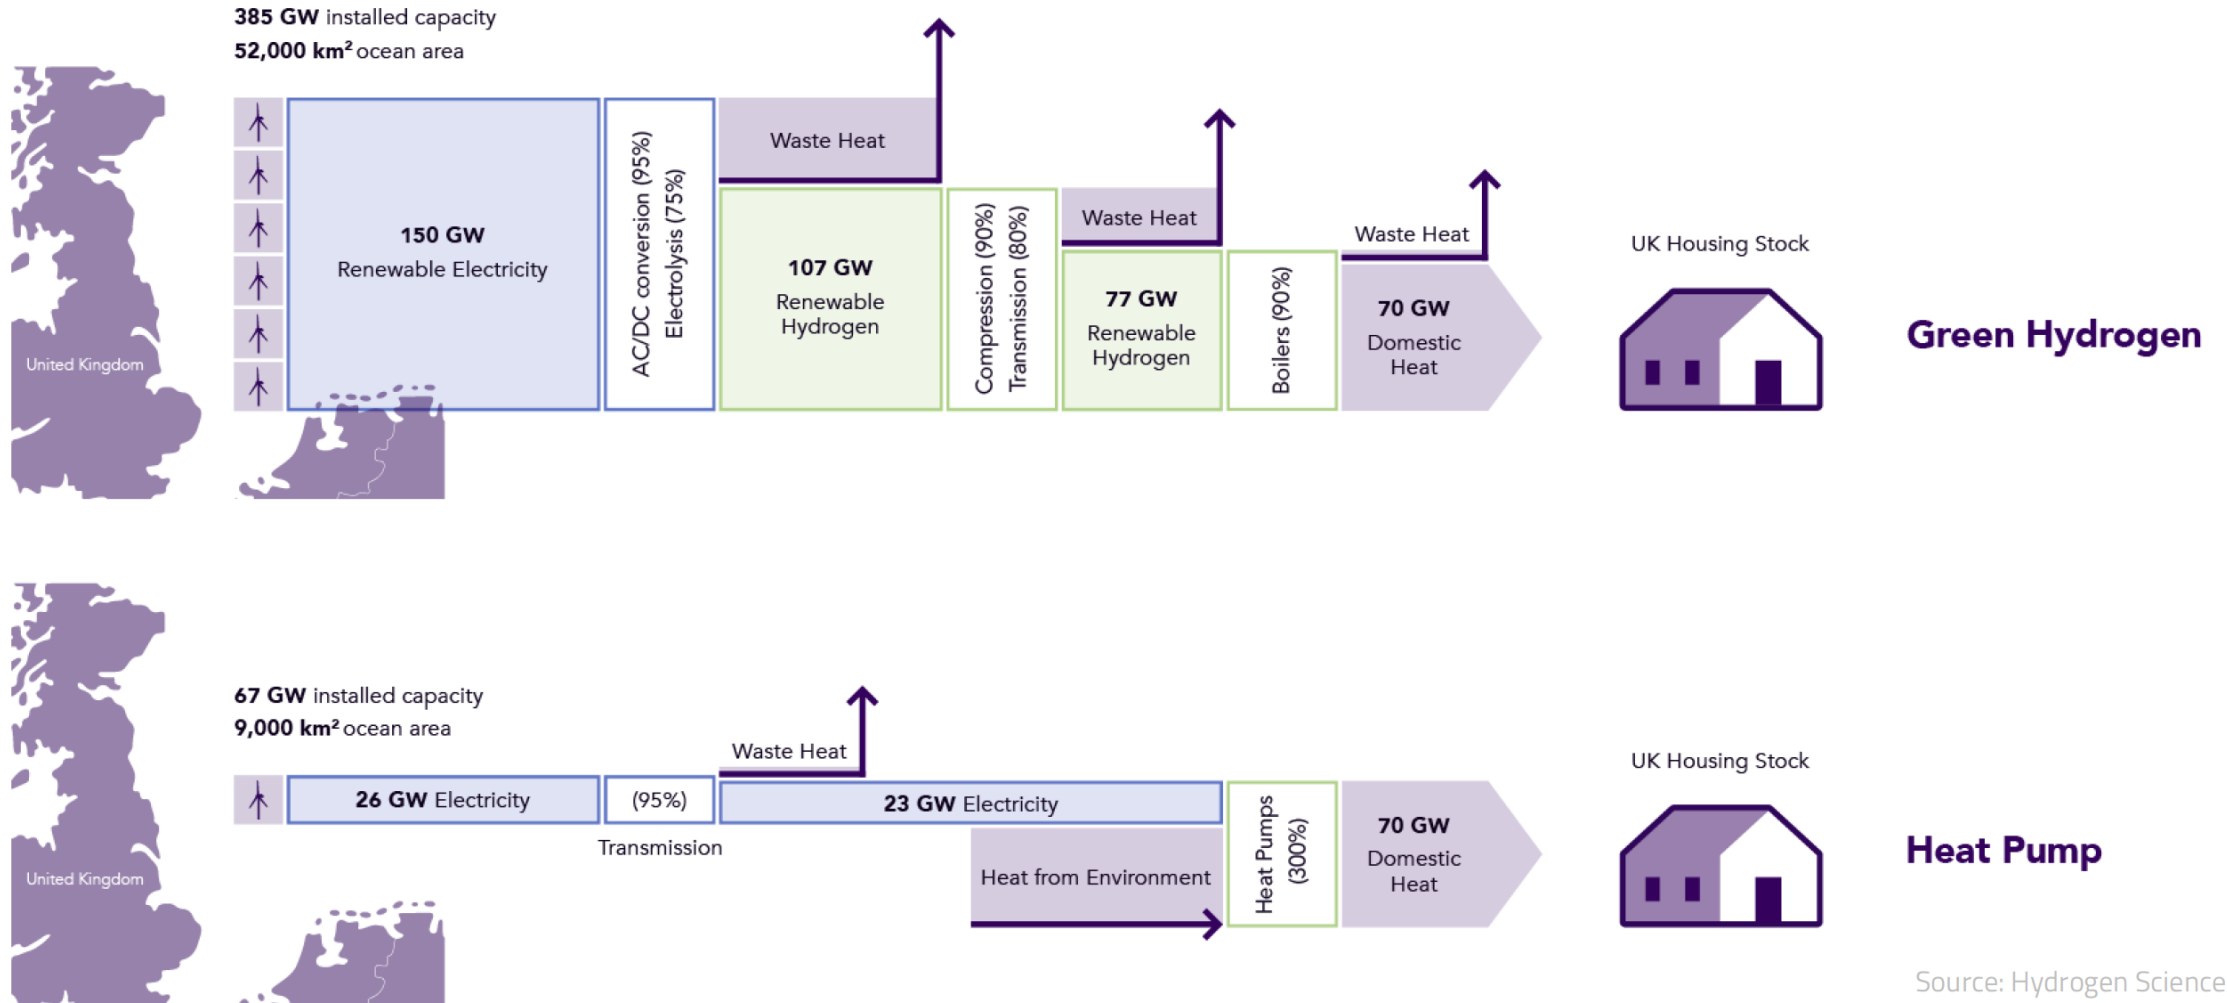 385 GW installed capacity
52,000 km² ocean area
United Kingdom
150 GW
Renewable Electricity
AC/DC conversion (95%)
Electrolysis (75%)
Waste Heat
107 GW
Renewable
Hydrogen
Compression (90%)
Transmission (80%)
Waste Heat
77 GW
Renewable
Hydrogen
Boilers (90%)
Waste Heat
70 GW
Domestic
Heat
UK Housing Stock
Green Hydrogen
67 GW installed capacity
9,000 km² ocean area
United Kingdom
26 GW Electricity
(95%)
Transmission
Waste Heat
23 GW Electricity
Heat from Environment
Heat Pumps
(300%)
70 GW
Domestic
Heat
UK Housing Stock
Heat Pump
Source: Hydrogen Science